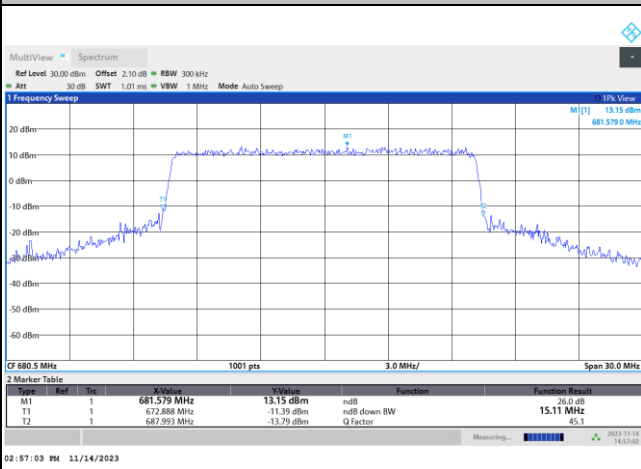 MultiView Spectrum
Ref Level 30.00 dBm Offset 2.10 dB RBW 300 kHz
Att 30 dB SWT 1.01 ms VBW 1 MHz Mode Auto Sweep
1 Frequency Sweep 1Pk View
M1[1] 13.15 dBm
681.5790 MHz
20 dBm
M1
10 dBm
0 dBm
T1
T2
-10 dBm
-20 dBm
-30 dBm
-40 dBm
-50 dBm
-60 dBm
CF 680.5 MHz 1001 pts 3.0 MHz/ Span 30.0 MHz
2 Marker Table
Type Ref Trc X-Value Y-Value Function Function Result
M1 1 681.579 MHz 13.15 dBm ndB 26.0 dB
T1 1 672.888 MHz -11.39 dBm ndB down BW 15.11 MHz
T2 1 687.993 MHz -13.79 dBm Q Factor 45.1
Measuring... 2023-11-14
14:57:02
02:57:03 PM 11/14/2023